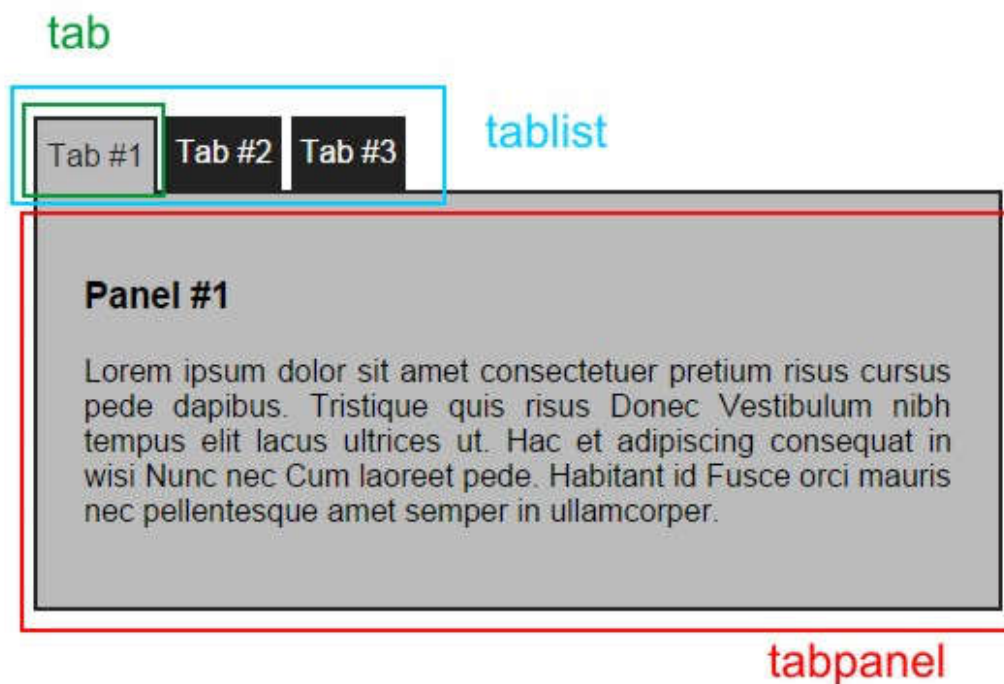 tab
tablist
Tab #1 Tab #2 Tab #3
Panel #1
Lorem ipsum dolor sit amet consectetuer pretium risus cursus
pede dapibus. Tristique quis risus Donec Vestibulum nibh
tempus elit lacus ultrices ut. Hac et adipiscing consequat in
wisi Nunc nec Cum laoreet pede. Habitant id Fusce orci mauris
nec pellentesque amet semper in ullamcorper.
tabpanel